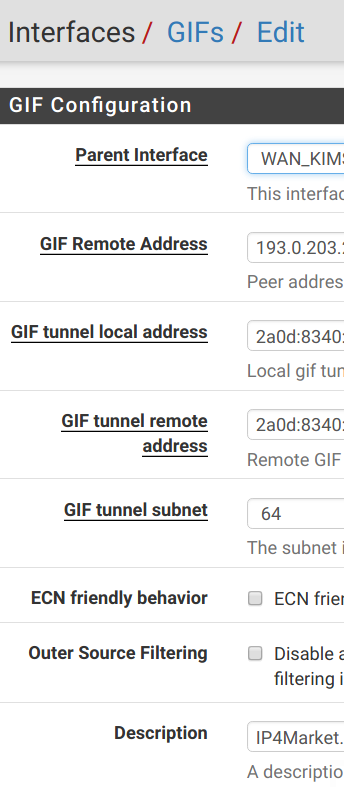 Interfaces / GIFs / Edit
GIF Configuration
Parent Interface
WAN_KIMS
This interfac
GIF Remote Address
193.0.203.
Peer addres
GIF tunnel local address
2a0d:8340:
Local gif tun
GIF tunnel remote
address
2a0d:8340:
Remote GIF
GIF tunnel subnet
64
The subnet i
ECN friendly behavior
ECN frien
Outer Source Filtering
Disable a
filtering i
Description
IP4Market.
A descriptio